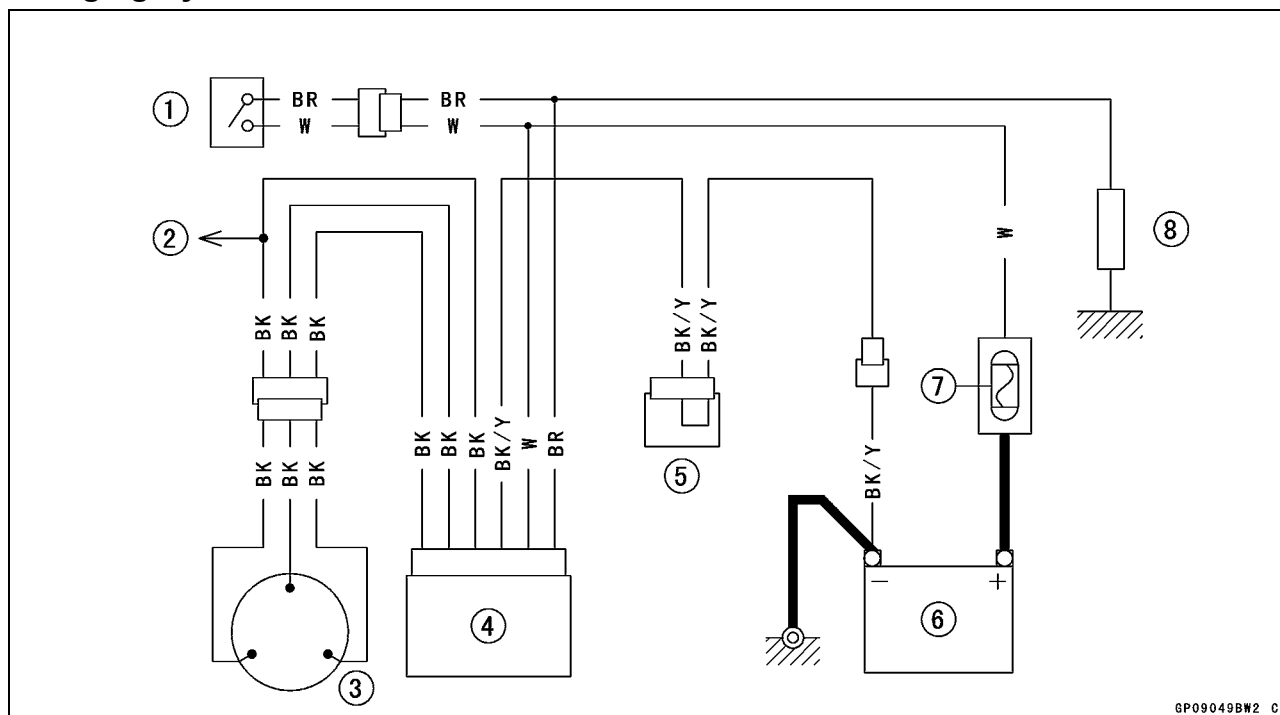 ① BR BR
W W
②
W
⑧
BK BK BK
BK/Y BK/Y
⑦
BK BK BK BK/Y W BR
BK BK BK
⑤
BK/Y
− +
④
⑥
③
GP09049BW2 C